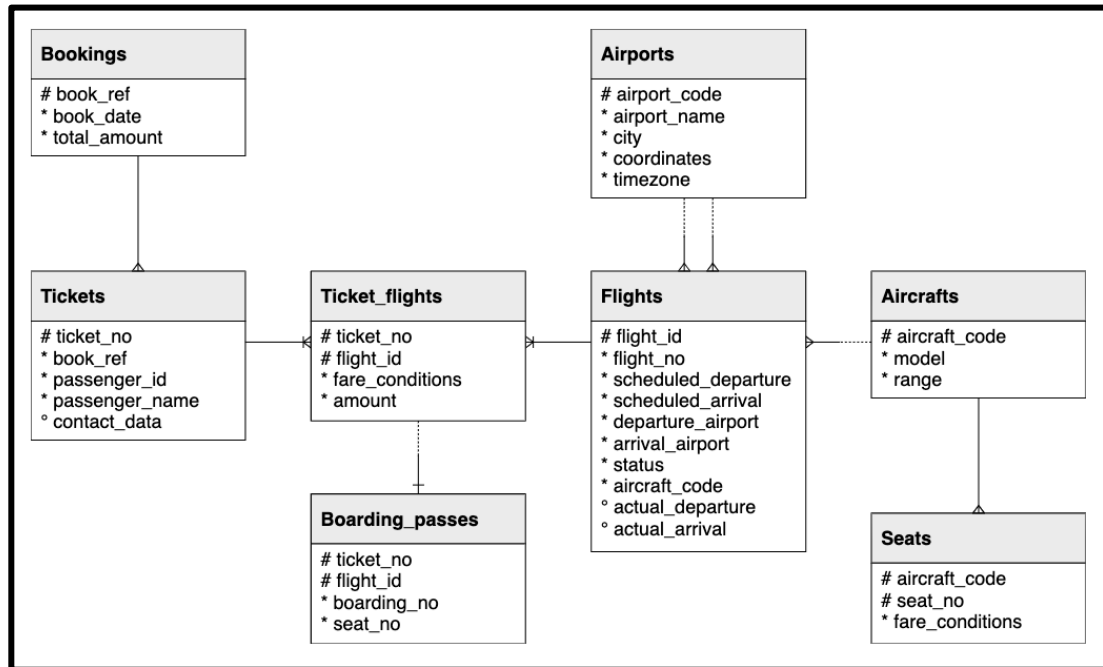 Bookings
# book_ref
* book_date
* total_amount
Airports
# airport_code
* airport_name
* city
* coordinates
* timezone
Tickets
# ticket_no
* book_ref
* passenger_id
* passenger_name
° contact_data
Ticket_flights
# ticket_no
# flight_id
* fare_conditions
* amount
Flights
# flight_id
* flight_no
* scheduled_departure
* scheduled_arrival
* departure_airport
* arrival_airport
* status
* aircraft_code
° actual_departure
° actual_arrival
Aircrafts
# aircraft_code
* model
* range
Boarding_passes
# ticket_no
# flight_id
* boarding_no
* seat_no
Seats
# aircraft_code
# seat_no
* fare_conditions